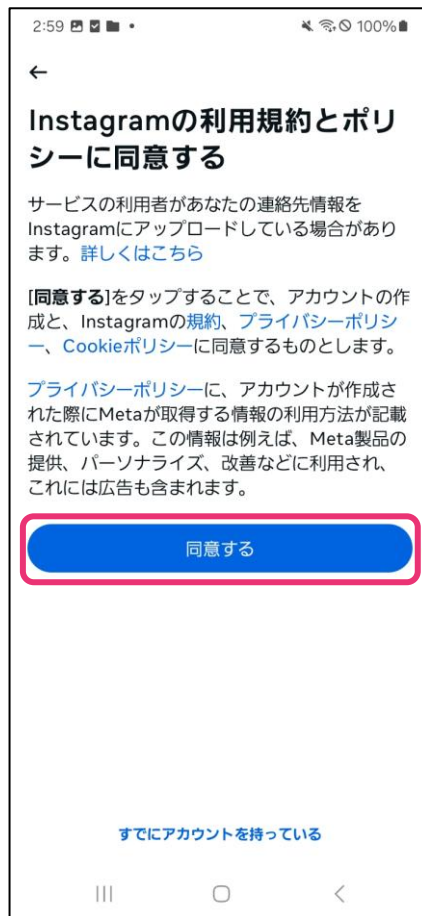 2:59
100%
Instagramの利用規約とポリ
シーに同意する
サービスの利用者があなたの連絡先情報を
Instagramにアップロードしている場合があり
ます。詳しくはこちら
[同意する]をタップすることで、アカウントの作
成と、Instagramの規約、プライバシーポリシ
ー、Cookieポリシーに同意するものとします。
プライバシーポリシーに、アカウントが作成さ
れた際にMetaが取得する情報の利用方法が記載
されています。この情報は例えば、Meta製品の
提供、パーソナライズ、改善などに利用され、
これには広告も含まれます。
同意する
すでにアカウントを持っている